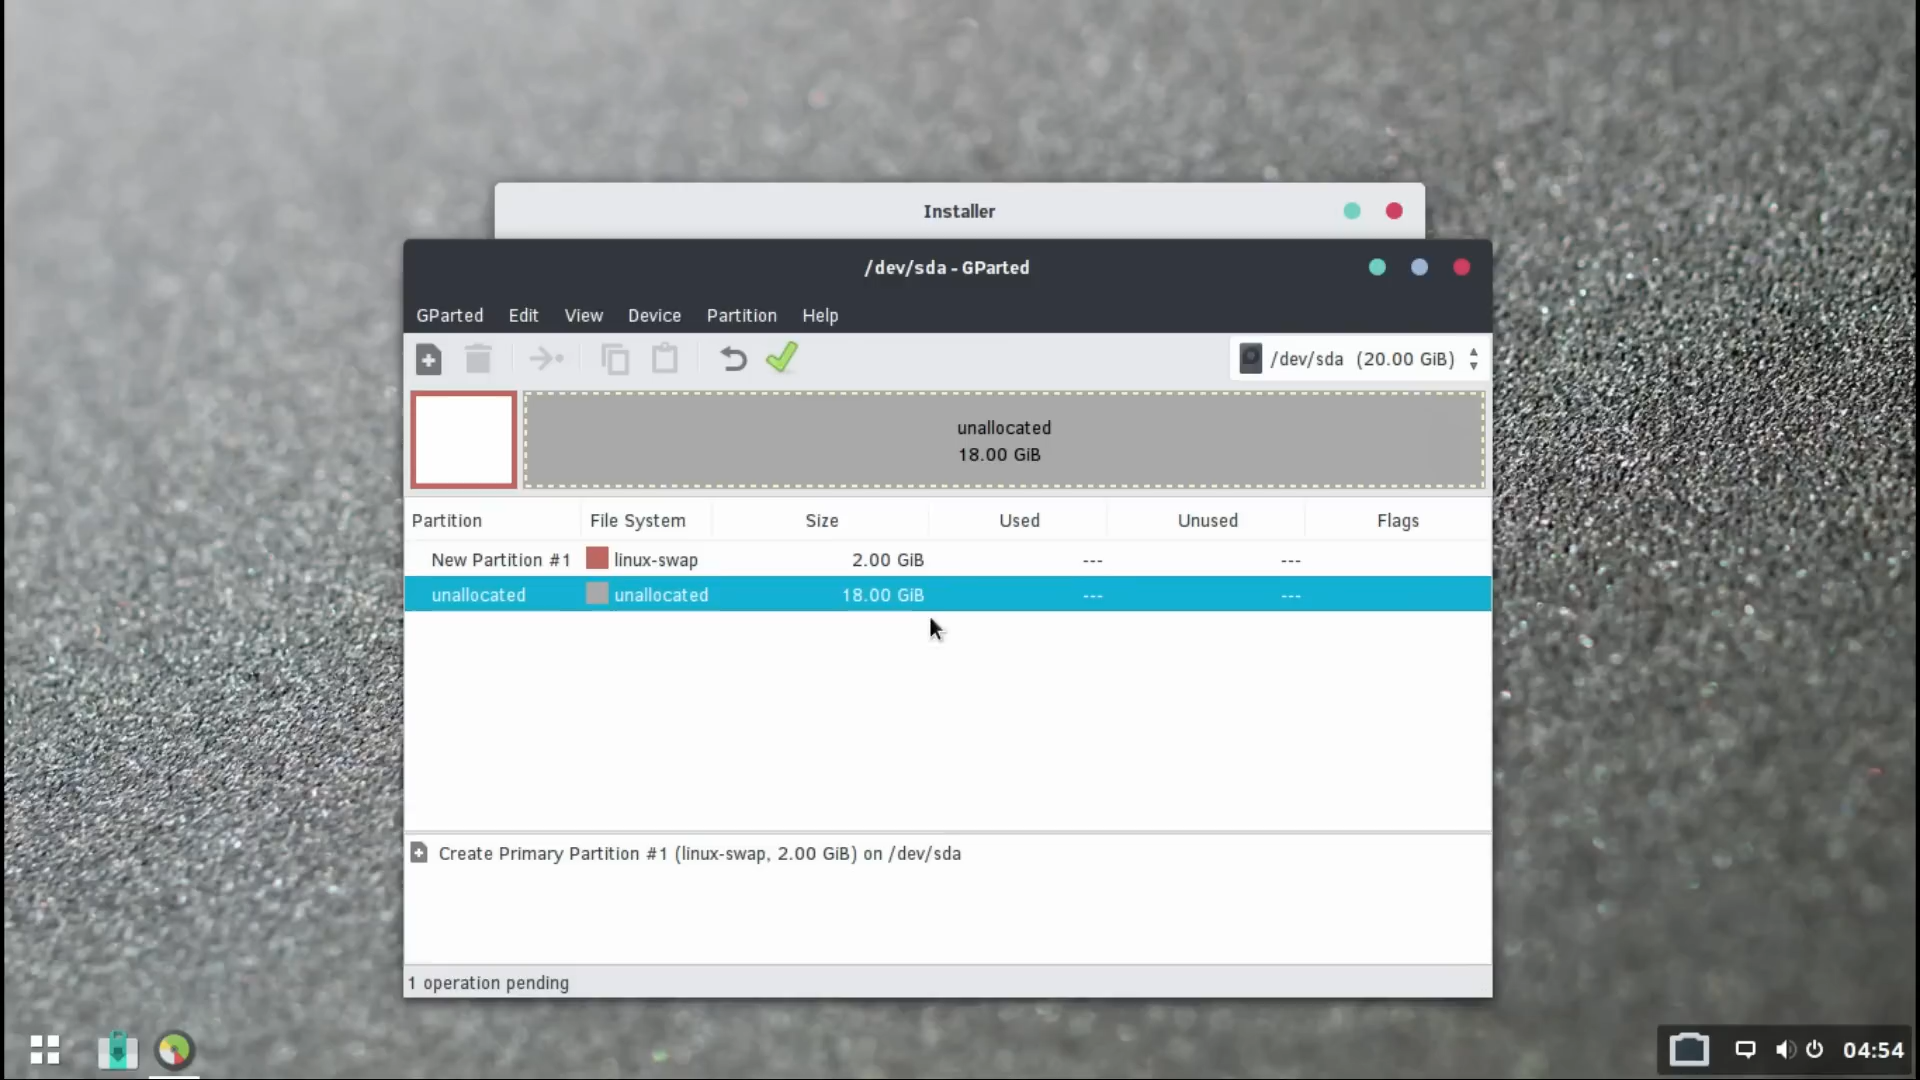 Installer
/dev/sda - GParted
GParted Edit View Device Partition Help
/dev/sda (20.00 GiB)
unallocated
18.00 GiB
Partition File System Size Used Unused Flags
New Partition #1 linux-swap 2.00 GiB --- ---
unallocated unallocated 18.00 GiB --- ---
Create Primary Partition #1 (linux-swap, 2.00 GiB) on /dev/sda
1 operation pending
04:54